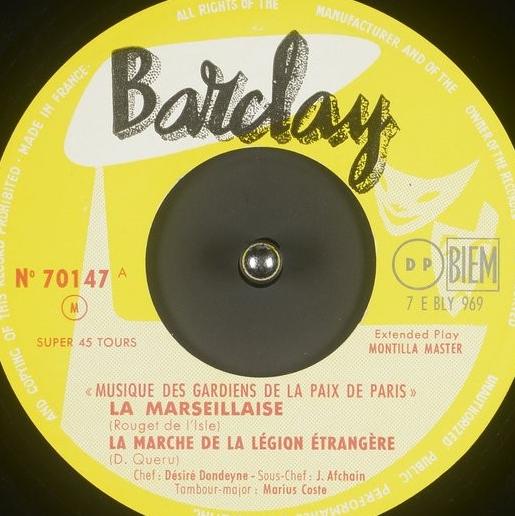 ALL RIGHTS OF THE MANUFACTURER AND OF THE OWNER OF THE RECORDED
UNAUTHORIZED PUBLIC PERFORMANCE
AND COPYING OF THIS RECORD PROHIBITED · MADE IN FRANCE ·
Barclay
N° 70147 A
M
SUPER 45 TOURS
DP BIEM
7 E BLY 969
Extended Play
MONTILLA MASTER
« MUSIQUE DES GARDIENS DE LA PAIX DE PARIS »
LA MARSEILLAISE
(Rouget de l'Isle)
LA MARCHE DE LA LÉGION ÉTRANGÈRE
(D. Queru)
Chef : Désiré Dondeyne - Sous-Chef : J. Afchain
Tambour-major : Marius Coste